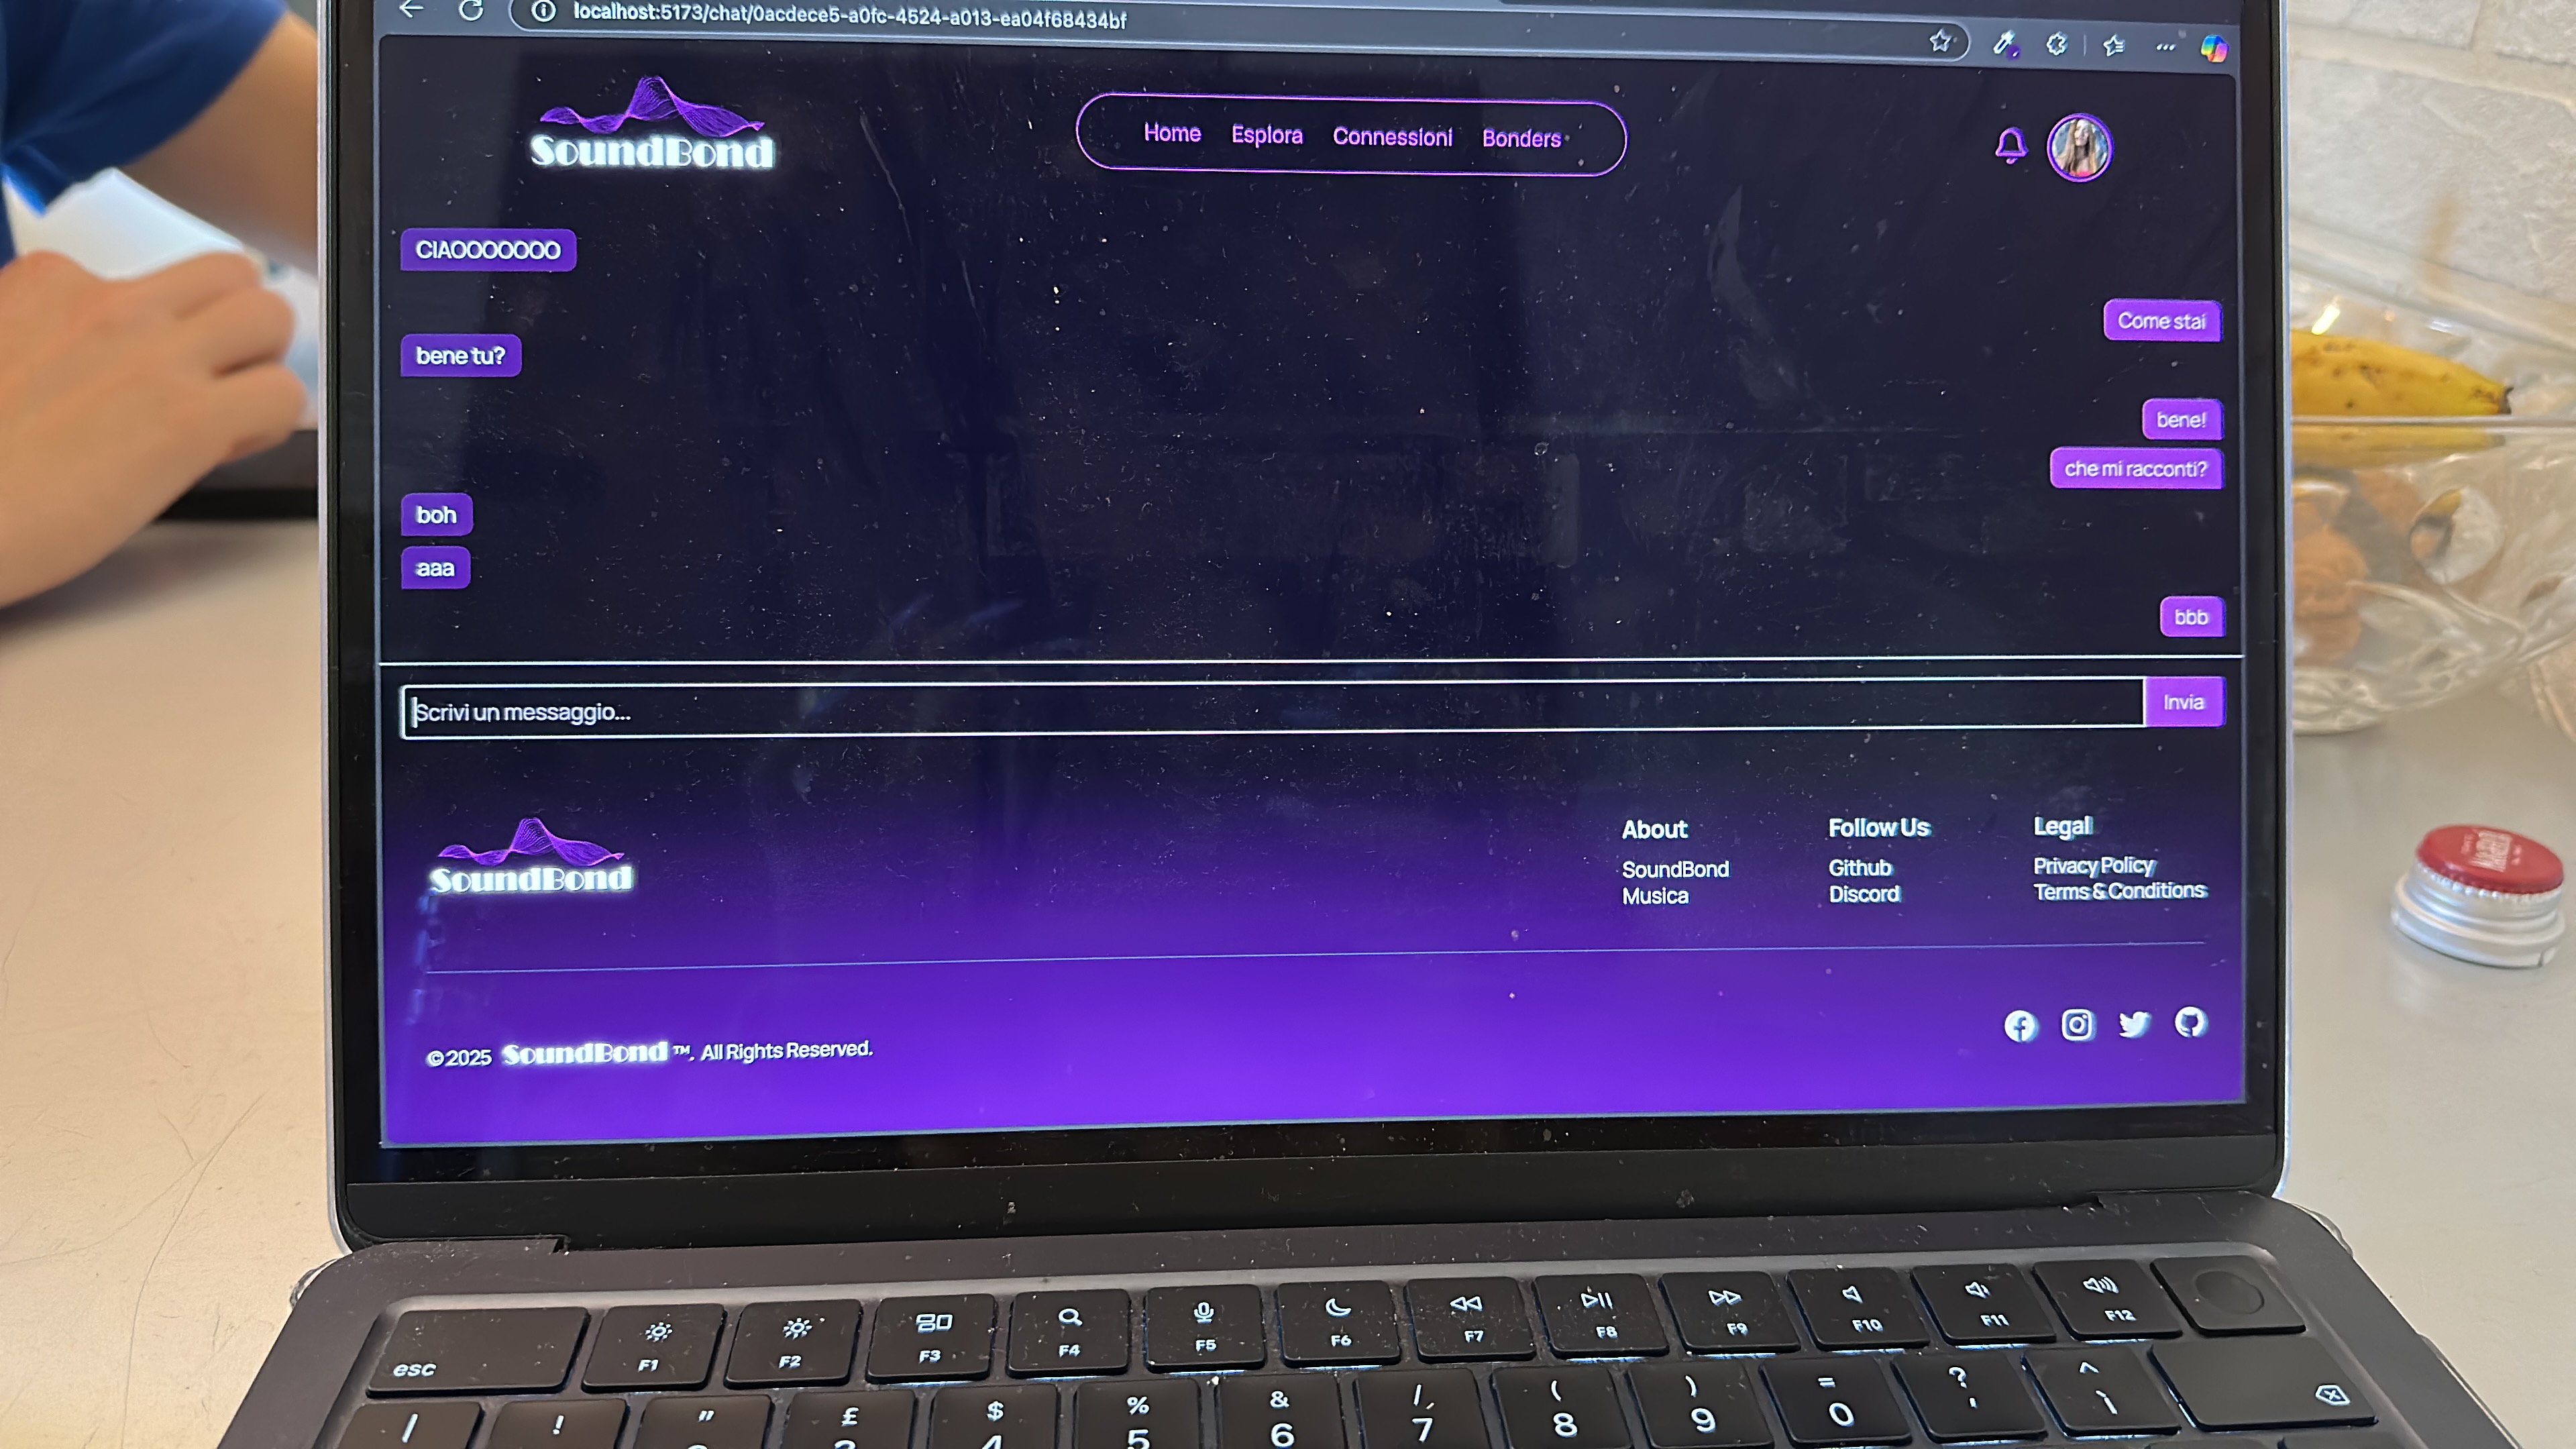 localhost:5173/chat/0acdece5-a0fc-4524-a013-ea04f68434bf
SoundBond
Home Esplora Connessioni Bonders
CIAOOOOOOO
Come stai
bene tu?
bene!
che mi racconti?
boh
aaa
bbb
Scrivi un messaggio...
Invia
SoundBond
About
SoundBond
Musica
Follow Us
Github
Discord
Legal
Privacy Policy
Terms & Conditions
©2025 SoundBond ™. All Rights Reserved.
esc F1 F2 F3 F4 F5 F6 F7 F8 F9 F10 F11 F12
| ! " £ $ % & / ( ) = ? ^
4 5 6 7 8 9 0 ' ì